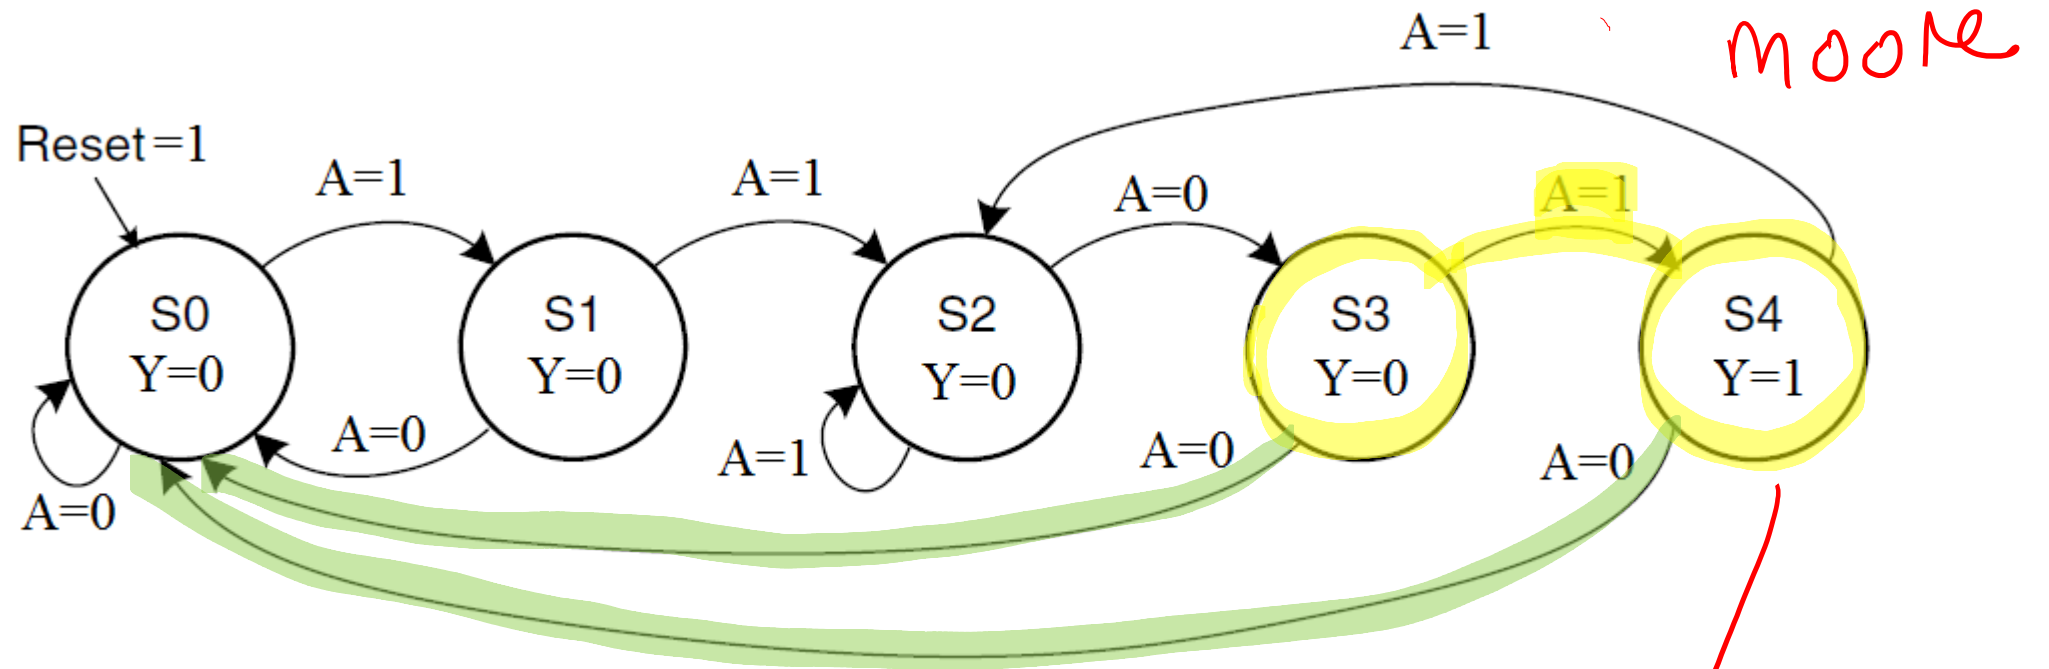 A=1
moore
Reset=1
A=1
A=1
A=0
A=1
S0
Y=0
S1
Y=0
S2
Y=0
S3
Y=0
S4
Y=1
A=0
A=0
A=1
A=0
A=0